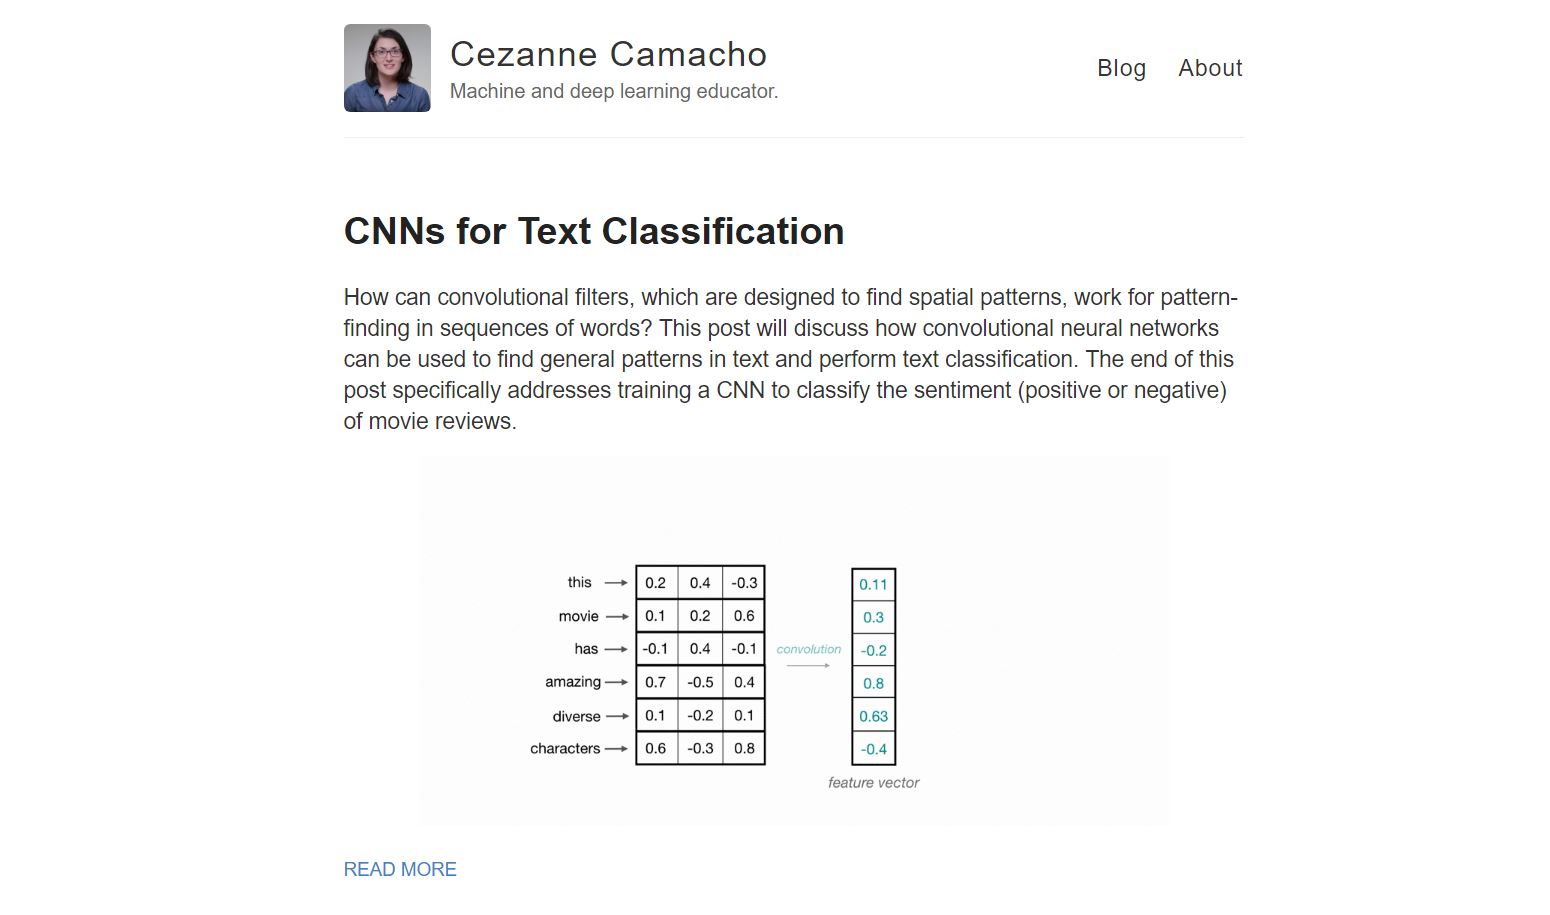 Cezanne Camacho
Machine and deep learning educator.
Blog About
CNNs for Text Classification
How can convolutional filters, which are designed to find spatial patterns, work for pattern-
finding in sequences of words? This post will discuss how convolutional neural networks
can be used to find general patterns in text and perform text classification. The end of this
post specifically addresses training a CNN to classify the sentiment (positive or negative)
of movie reviews.
this 0.2 0.4 -0.3
movie 0.1 0.2 0.6
has -0.1 0.4 -0.1
amazing 0.7 -0.5 0.4
diverse 0.1 -0.2 0.1
characters 0.6 -0.3 0.8
convolution
0.11
0.3
-0.2
0.8
0.63
-0.4
feature vector
READ MORE